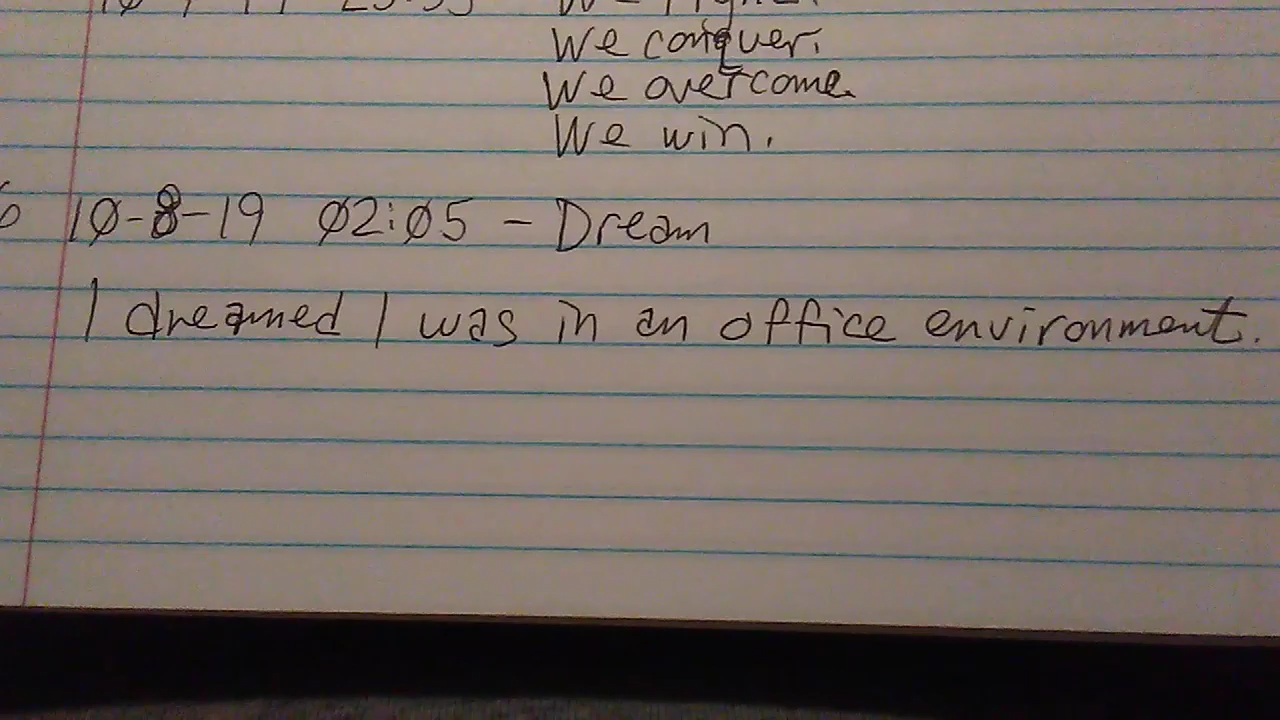 We conquer.
We overcome.
We win.
10-8-19 02:05 - Dream
I dreamed I was in an office environment.